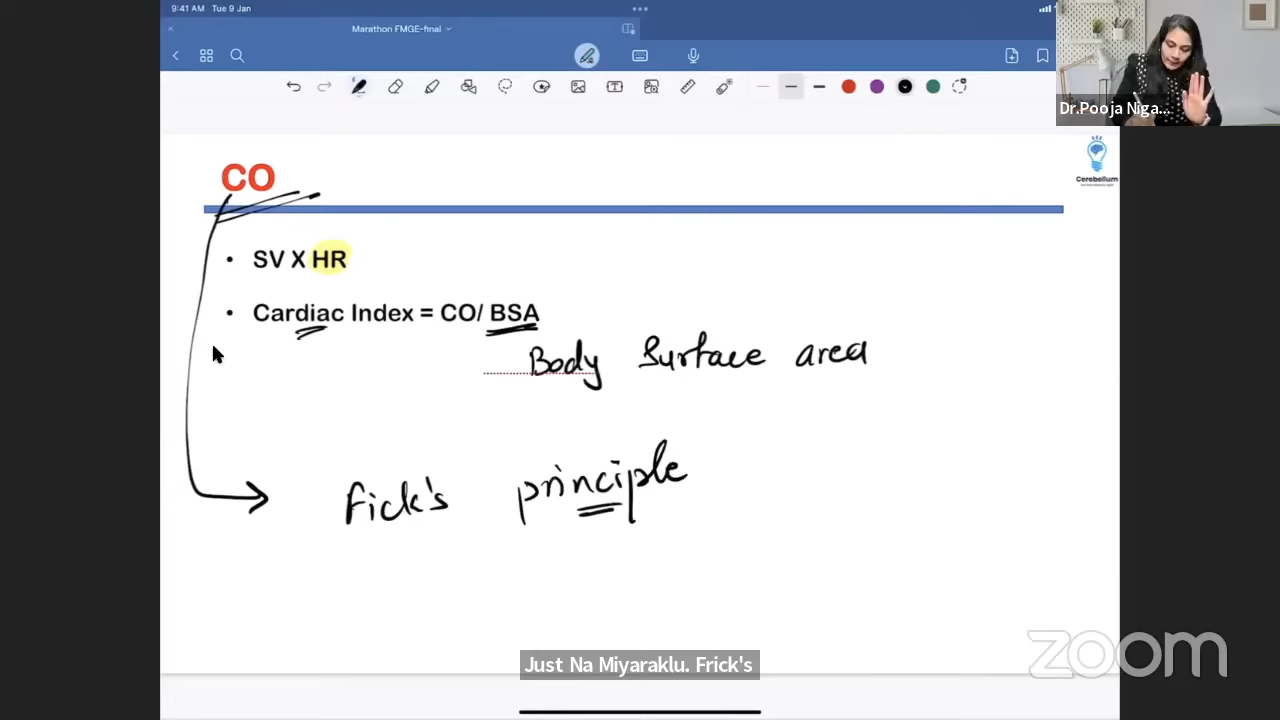 9:41 AM Tue 9 Jan
Marathon FMGE-final
Dr.Pooja Niga...
Cerebellum
CO
• SV X HR
• Cardiac Index = CO/ BSA
Body Surface area
Fick's principle
Just Na Miyaraklu. Frick's
zoom